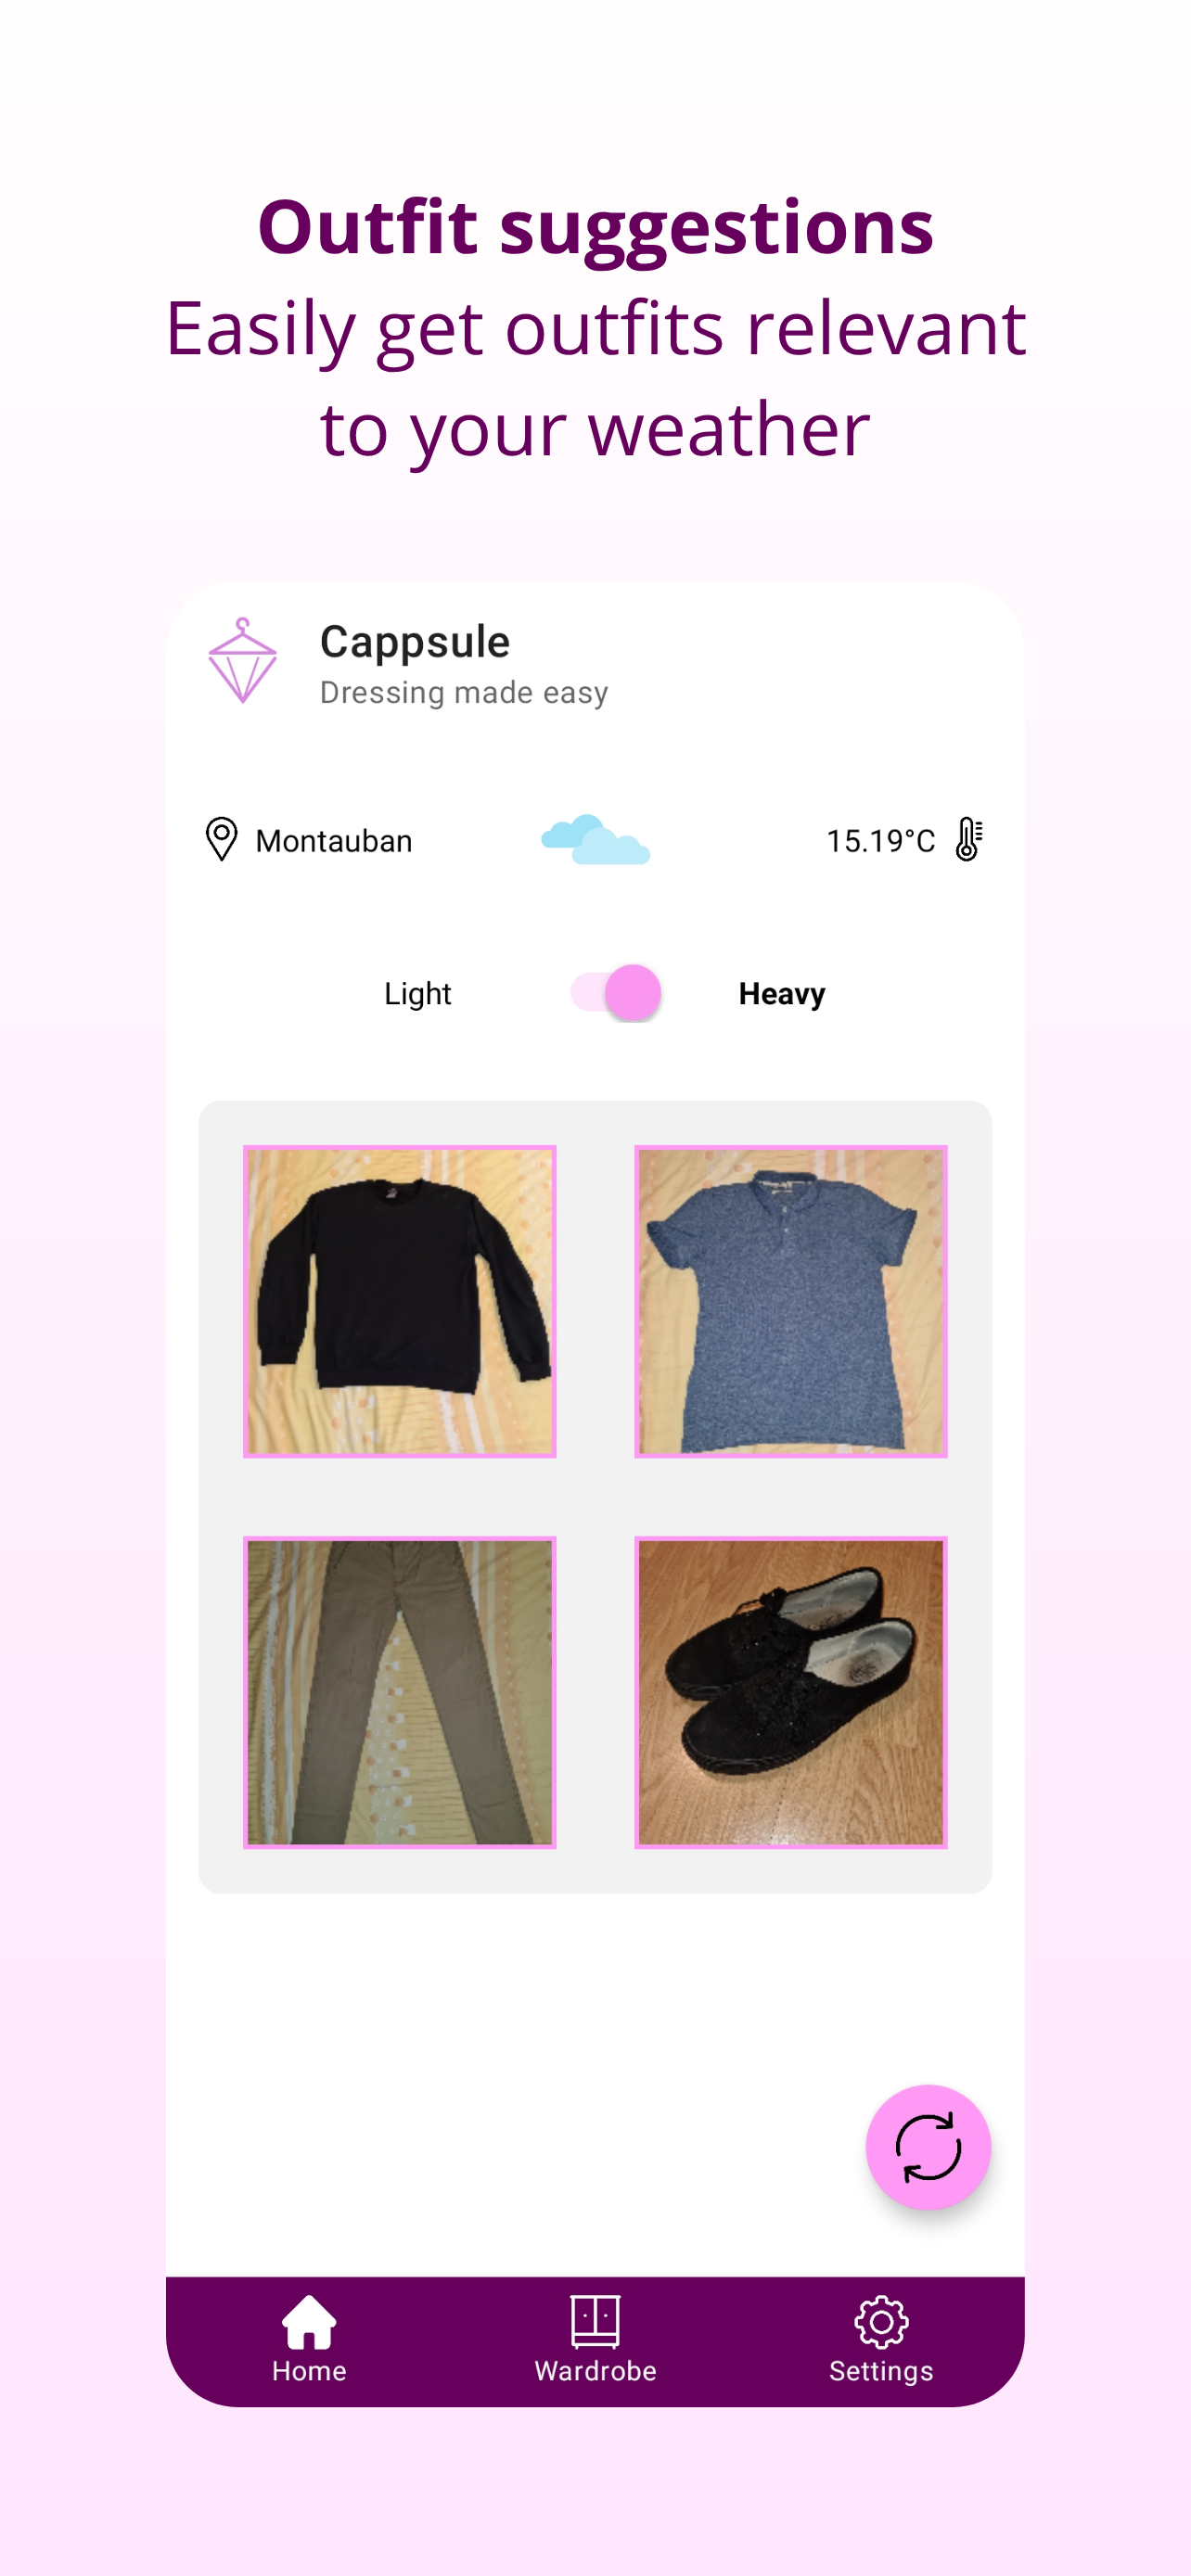 Outfit suggestions
Easily get outfits relevant
to your weather
Cappsule
Dressing made easy
Montauban
15.19°C
Light
Heavy
Home
Wardrobe
Settings